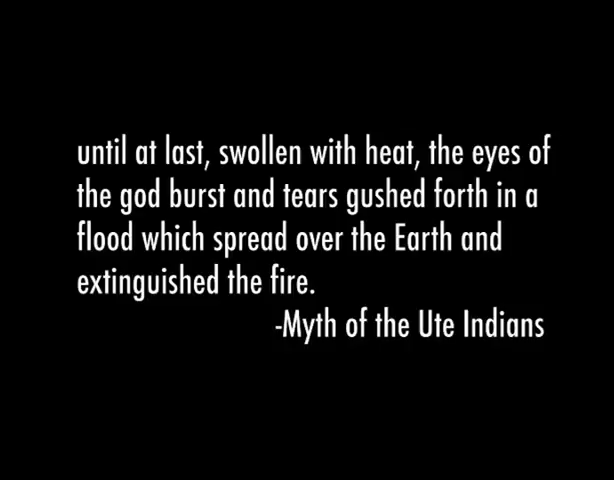 until at last, swollen with heat, the eyes of
the god burst and tears gushed forth in a
flood which spread over the Earth and
extinguished the fire.
-Myth of the Ute Indians